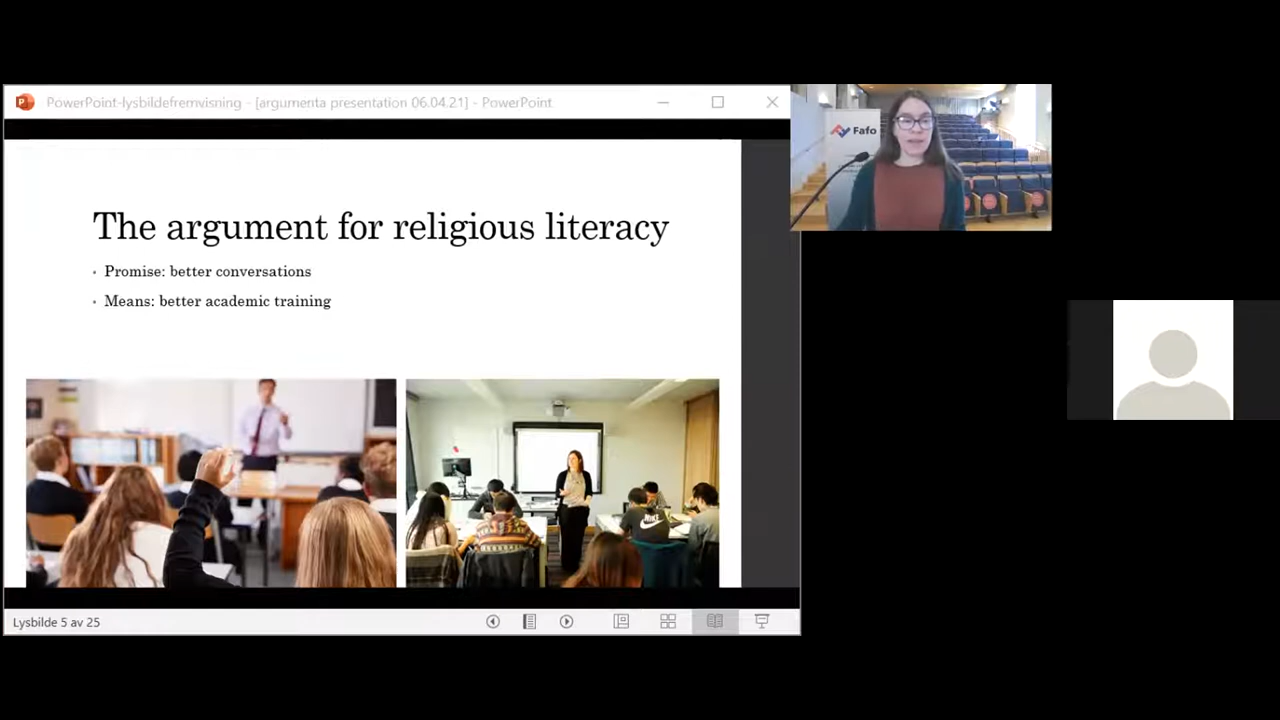 PowerPoint-lysbildefremvisning - [argumenta presentation 06.04.21] - PowerPoint
Fafo
The argument for religious literacy
• Promise: better conversations
• Means: better academic training
NIKE
Lysbilde 5 av 25